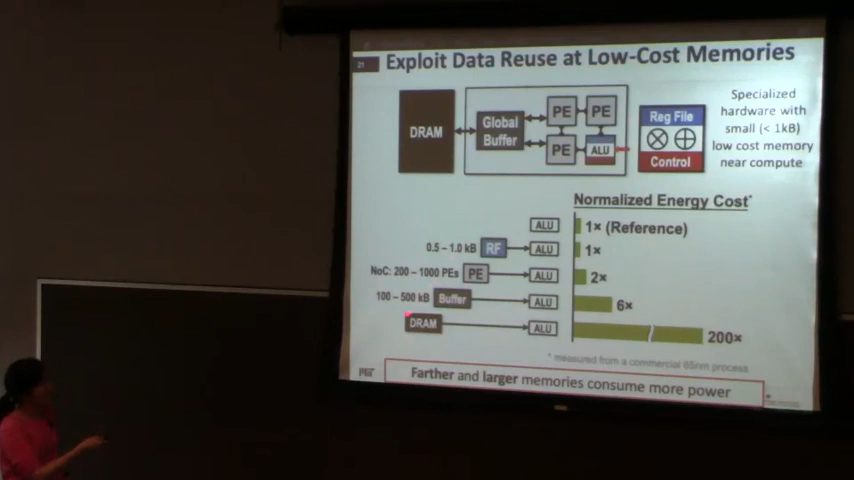 21
Exploit Data Reuse at Low-Cost Memories
DRAM
Global
Buffer
PE
PE
PE
ALU
Reg File
Control
Specialized
hardware with
small (< 1kB)
low cost memory
near compute
Normalized Energy Cost*
ALU
1× (Reference)
0.5 – 1.0 kB
RF
ALU
1×
NoC: 200 – 1000 PEs
PE
ALU
2×
100 – 500 kB
Buffer
ALU
6×
DRAM
ALU
200×
* measured from a commercial 65nm process
Farther and larger memories consume more power